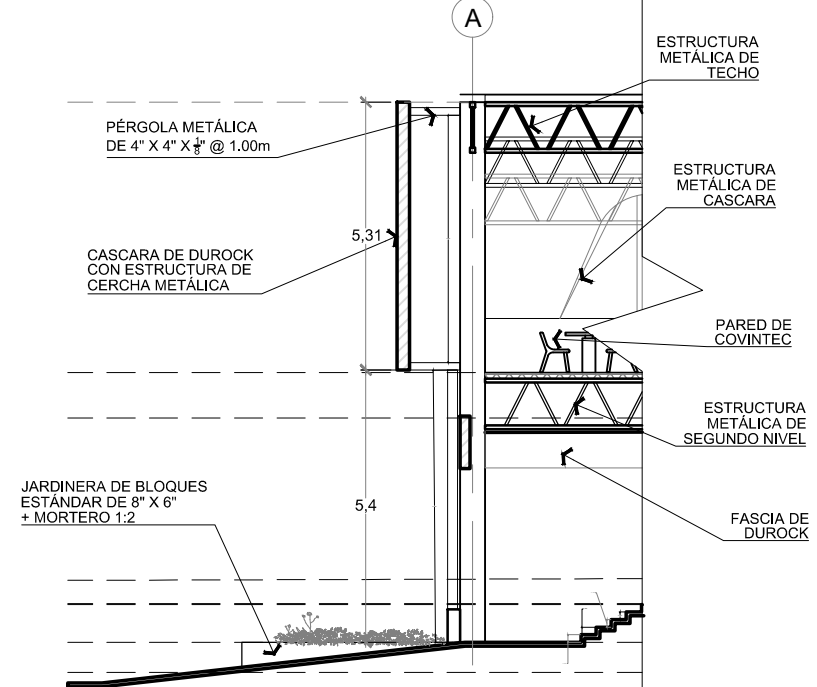 A
ESTRUCTURA
METÁLICA DE
TECHO
PÉRGOLA METÁLICA
DE 4" X 4" X 1/8" @ 1.00m
ESTRUCTURA
METÁLICA DE
CASCARA
5,31
CASCARA DE DUROCK
CON ESTRUCTURA DE
CERCHA METÁLICA
PARED DE
COVINTEC
ESTRUCTURA
METÁLICA DE
SEGUNDO NIVEL
JARDINERA DE BLOQUES
ESTÁNDAR DE 8" X 6"
+ MORTERO 1:2
5,4
FASCIA DE
DUROCK